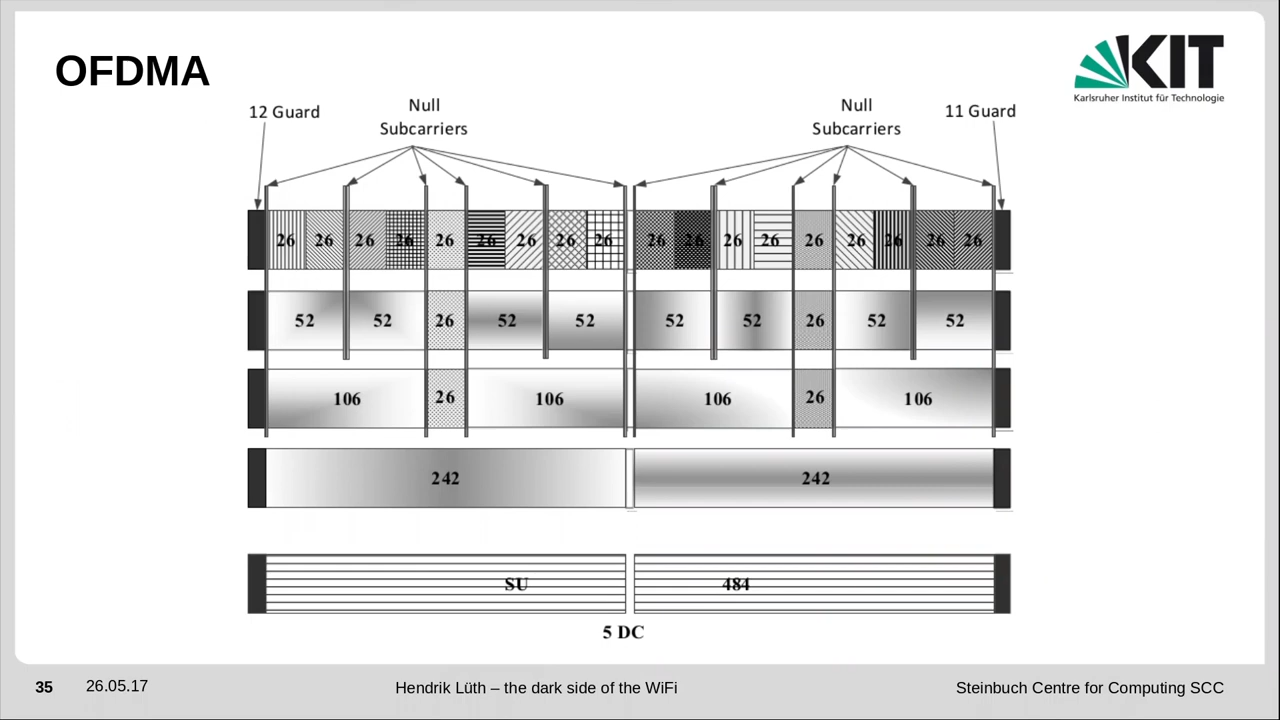 OFDMA
KIT
Karlsruher Institut für Technologie
12 Guard
Null
Subcarriers
Null
Subcarriers
11 Guard
26 26 26 26 26 26 26 26 26 26 26 26 26 26 26 26 26 26
52 52 26 52 52 52 52 26 52 52
106 26 106 106 26 106
242 242
SU 484
5 DC
35 26.05.17 Hendrik Lüth – the dark side of the WiFi Steinbuch Centre for Computing SCC